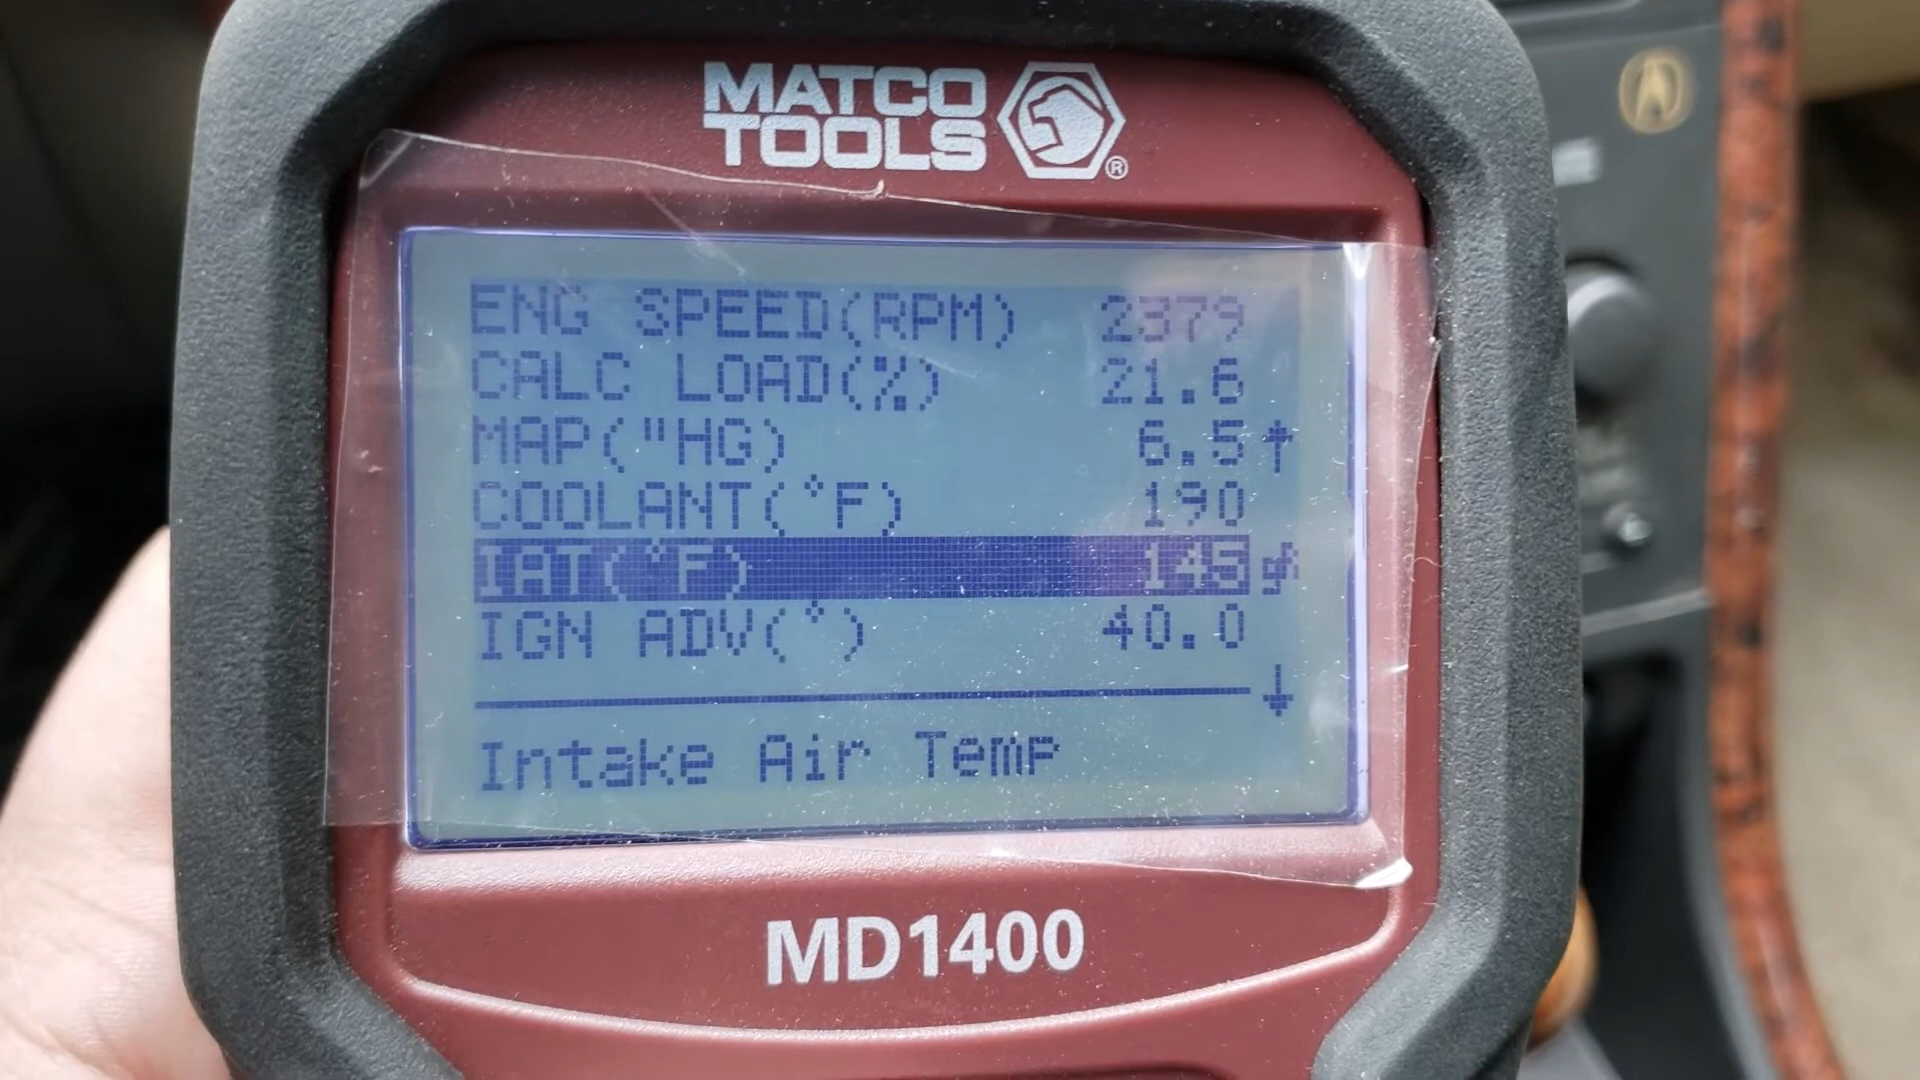 MATCO
TOOLS ®
ENG SPEED(RPM) 2379
CALC LOAD(%) 21.6
MAP("HG) 6.5↑
COOLANT(°F) 190
IAT(°F) 145
IGN ADV(°) 40.0
↓
Intake Air Temp
MD1400